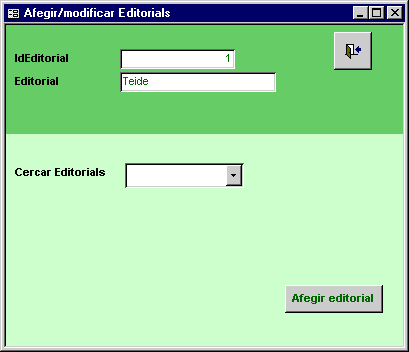 Afegir/modificar Editorials
IdEditorial 1
Editorial Teide
Cercar Editorials
Afegir editorial